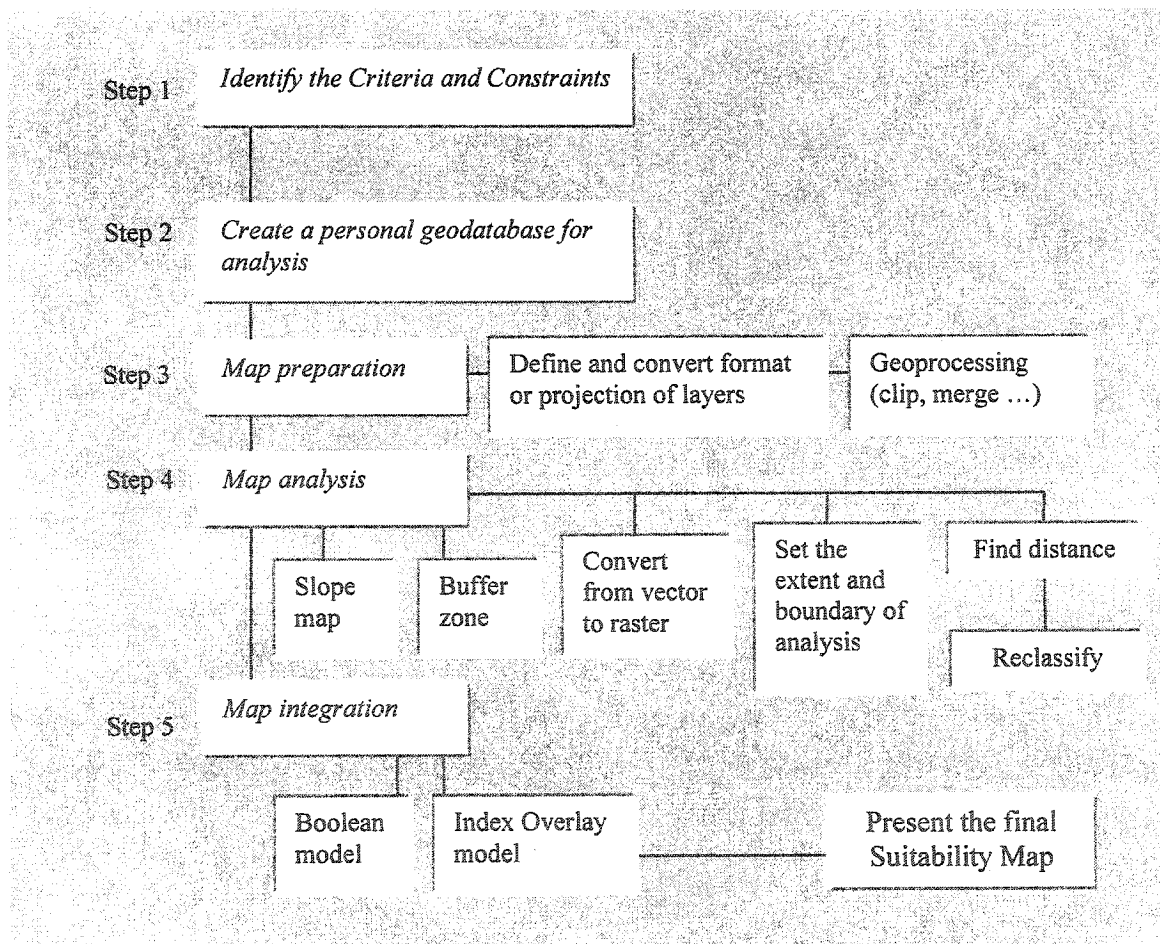 Step 1
Identify the Criteria and Constraints
Step 2
Create a personal geodatabase for
analysis
Step 3
Map preparation
Define and convert format
or projection of layers
Geoprocessing
(clip, merge ...)
Step 4
Map analysis
Slope
map
Buffer
zone
Convert
from vector
to raster
Set the
extent and
boundary of
analysis
Find distance
Reclassify
Step 5
Map integration
Boolean
model
Index Overlay
model
Present the final
Suitability Map